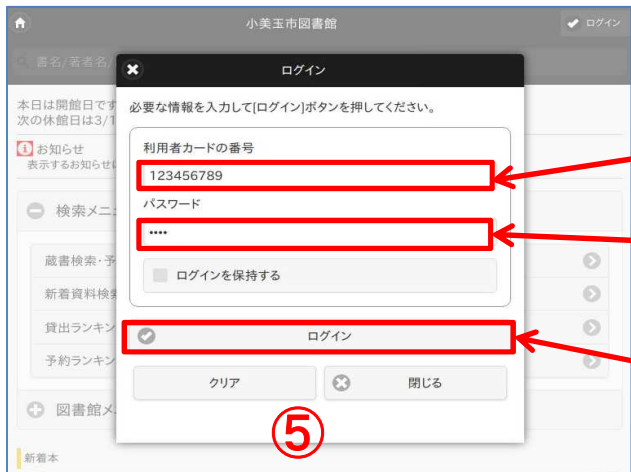 小美玉市図書館
ログイン
書名/著者名/
ログイン
必要な情報を入力して[ログイン]ボタンを押してください。
本日は開館日です
次の休館日は3/1
お知らせ
表示するお知らせは
利用者カードの番号
123456789
パスワード
••••
ログインを保持する
検索メニュ
蔵書検索・予
新着資料検索
貸出ランキン
予約ランキン
ログイン
クリア
閉じる
図書館メ
⑤
新着本